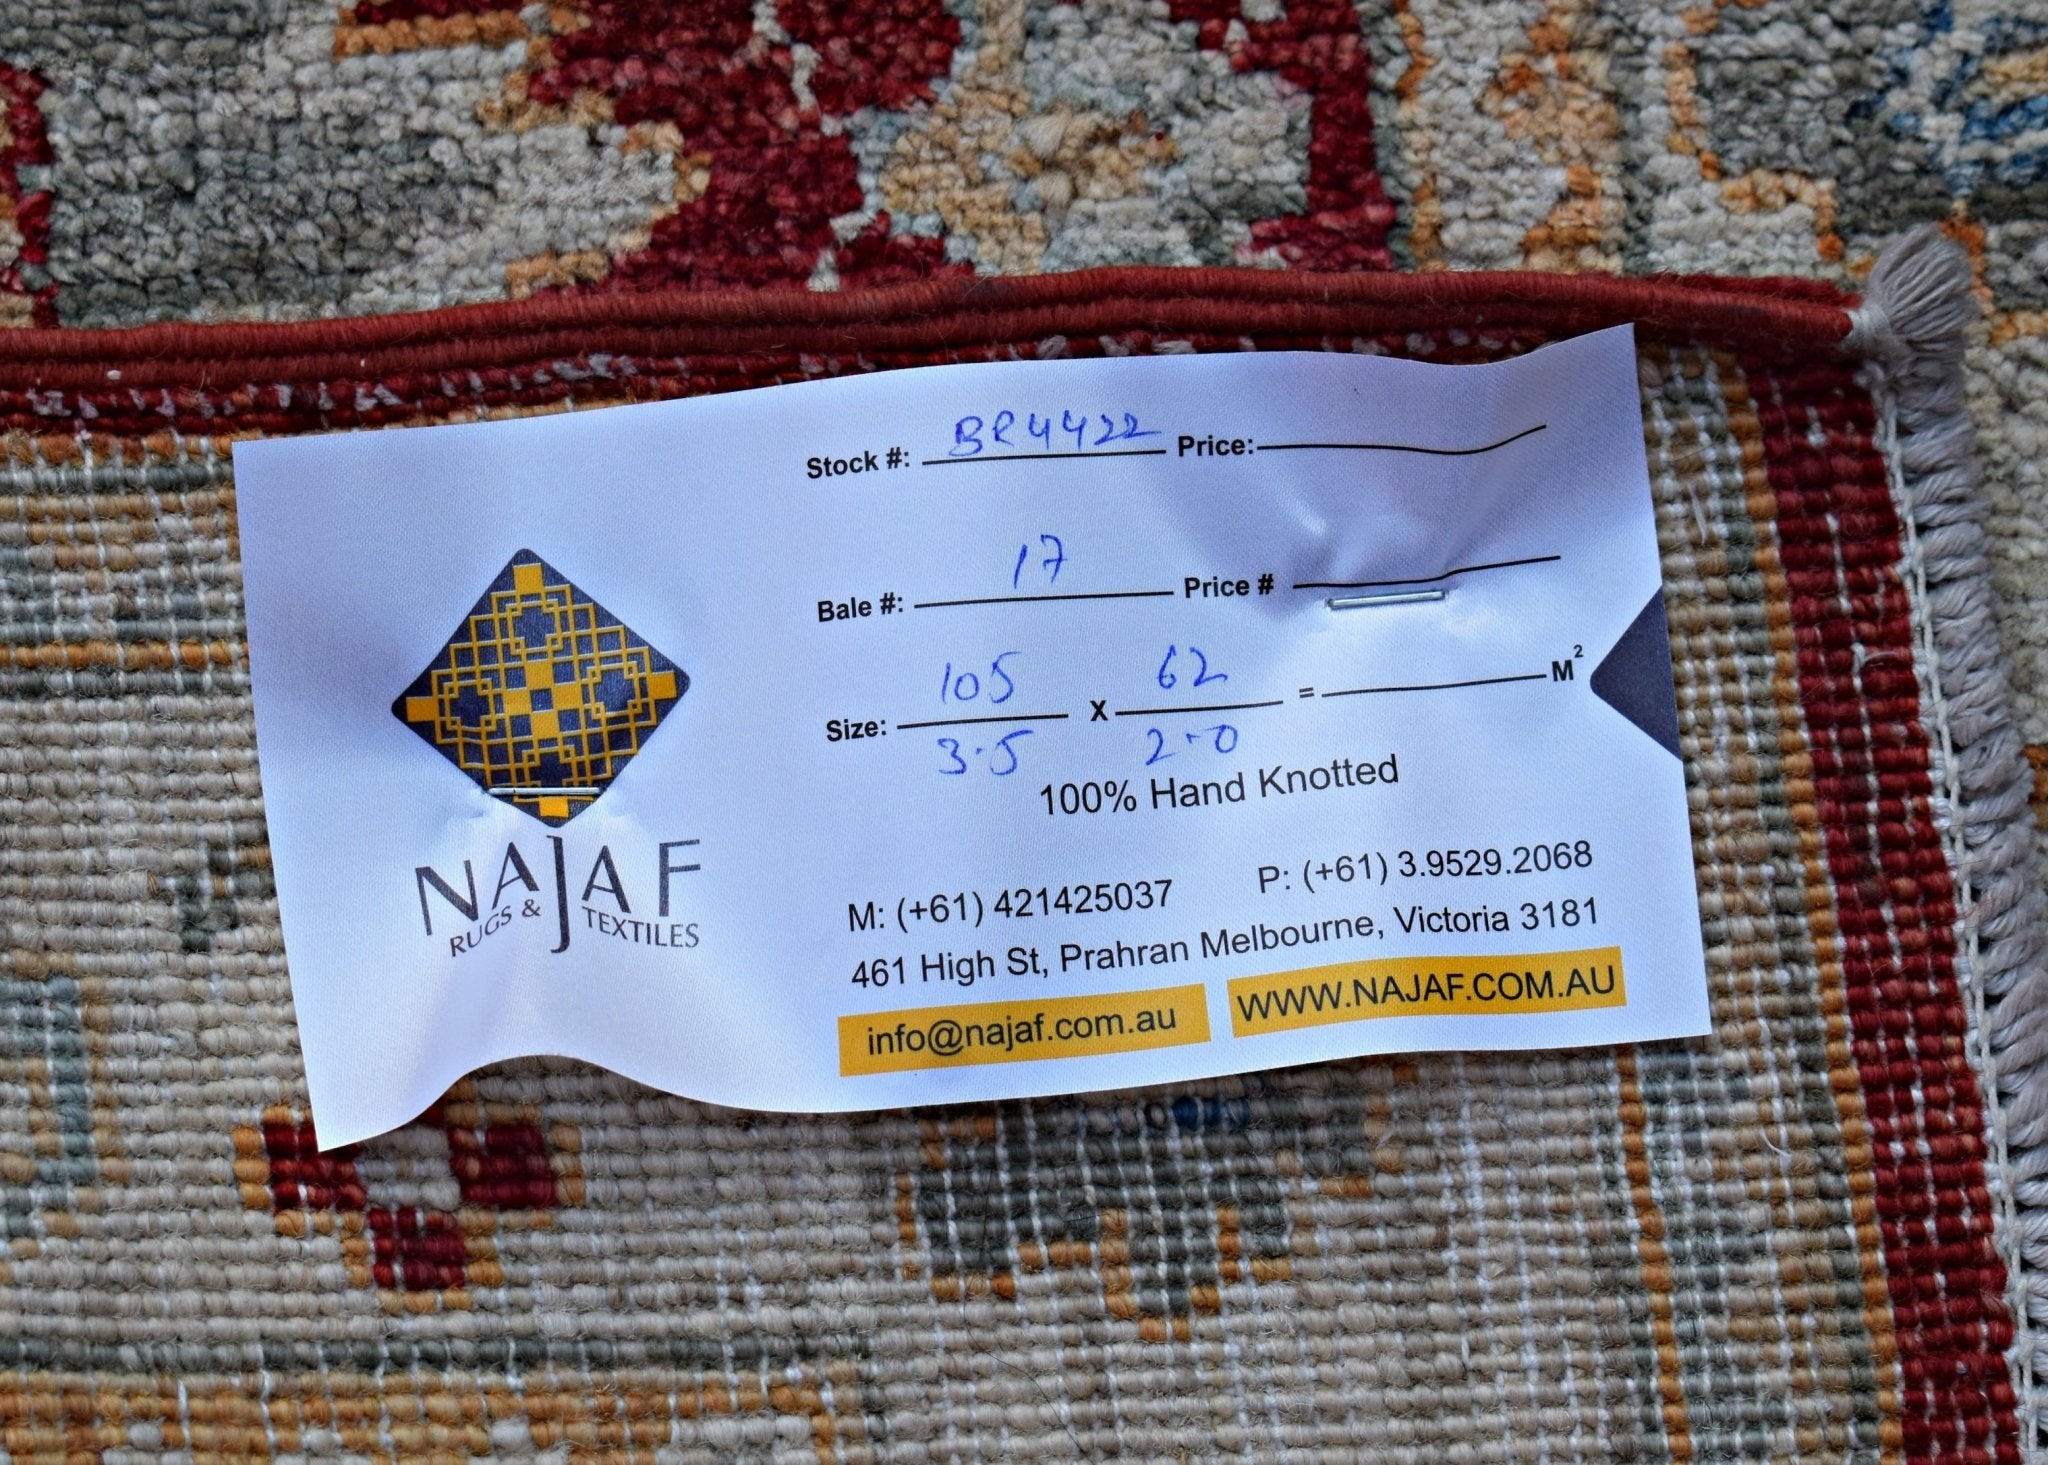 Stock #: BR4422 Price:
Bale #: 17 Price #
Size: 105 X 62 = M²
3.5 2.0
100% Hand Knotted
NAJAF
RUGS & TEXTILES
M: (+61) 421425037 P: (+61) 3.9529.2068
461 High St, Prahran Melbourne, Victoria 3181
info@najaf.com.au WWW.NAJAF.COM.AU